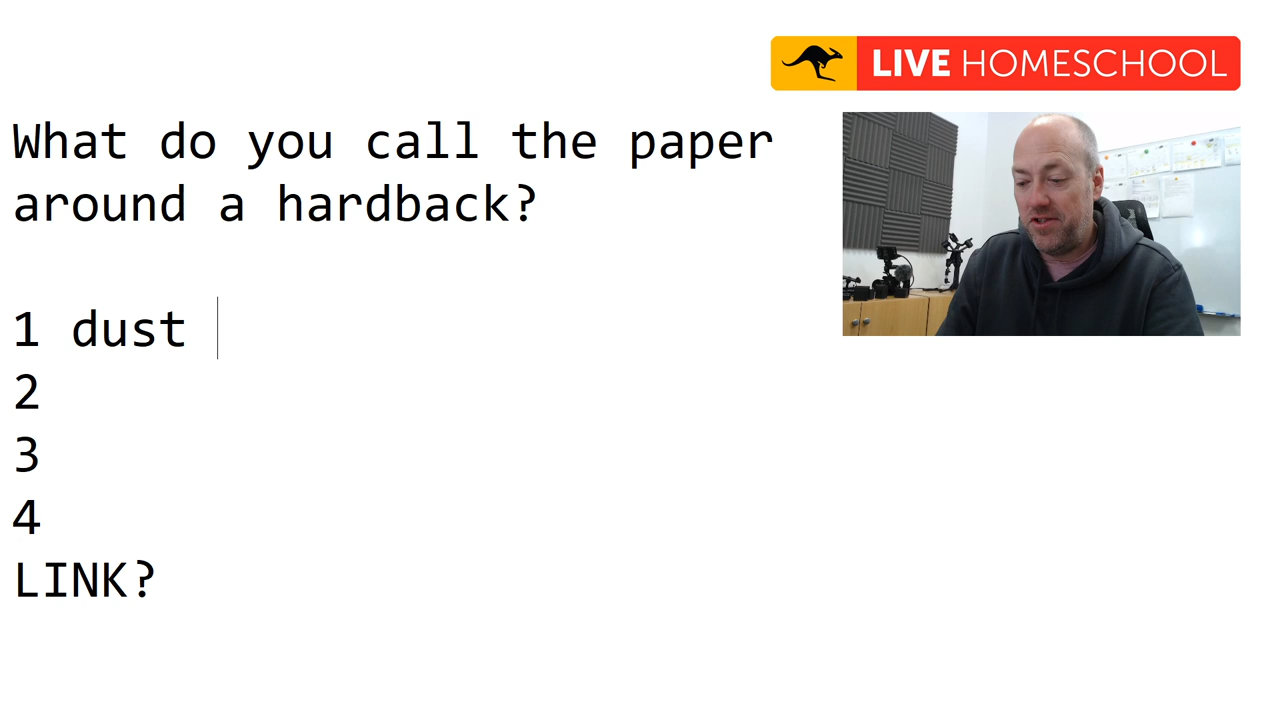 LIVE HOMESCHOOL
What do you call the paper
around a hardback?
1 dust
2
3
4
LINK?